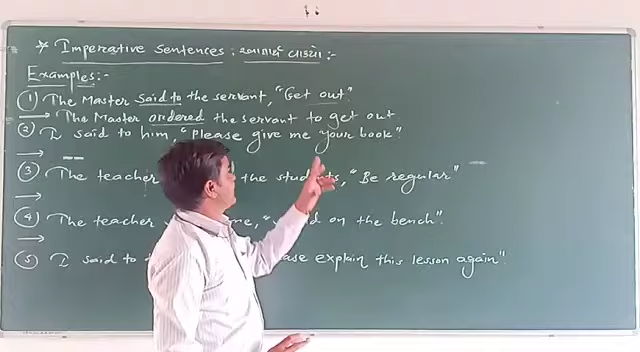 * Imperative Sentences : આજ્ઞાર્થ વાક્યો :-
Examples :-
① The Master Said to the servant, "Get out".
→ The Master ordered the servant to get out
② I said to him, "Please give me your book".
→
③ The teacher the students, "Be regular"
→
④ The teacher on the bench".
→
⑤ I said to explain this lesson again".